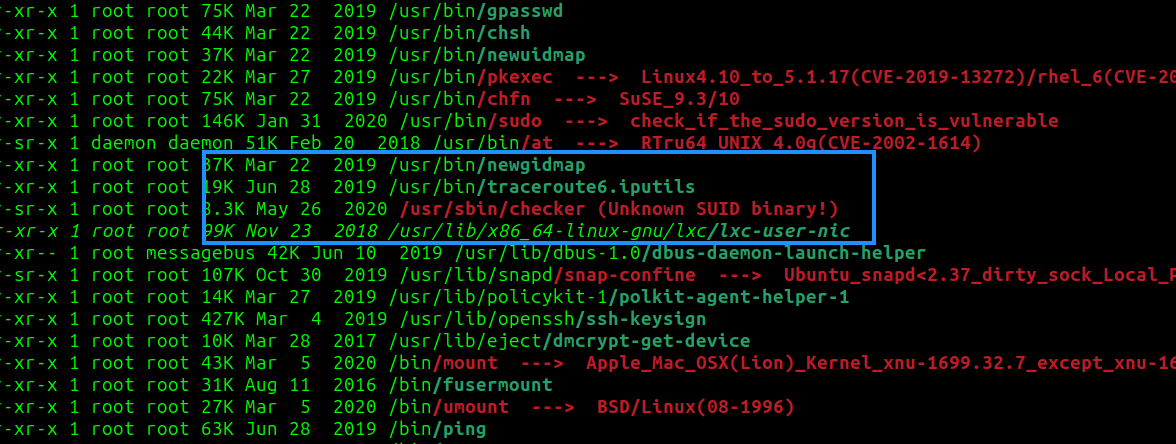 r-xr-x 1 root root 75K Mar 22  2019 /usr/bin/gpasswd
r-xr-x 1 root root 44K Mar 22  2019 /usr/bin/chsh
r-xr-x 1 root root 37K Mar 22  2019 /usr/bin/newuidmap
r-xr-x 1 root root 22K Mar 27  2019 /usr/bin/pkexec  --->  Linux4.10_to_5.1.17(CVE-2019-13272)/rhel_6(CVE-20
r-xr-x 1 root root 75K Mar 22  2019 /usr/bin/chfn  --->  SuSE_9.3/10
r-xr-x 1 root root 146K Jan 31  2020 /usr/bin/sudo  --->  check_if_the_sudo_version_is_vulnerable
r-sr-x 1 daemon daemon 51K Feb 20  2018 /usr/bin/at  --->  RTru64_UNIX_4.0g(CVE-2002-1614)
r-xr-x 1 root root 37K Mar 22  2019 /usr/bin/newgidmap
r-xr-x 1 root root 19K Jun 28  2019 /usr/bin/traceroute6.iputils
r-sr-x 1 root root 8.3K May 26  2020 /usr/sbin/checker (Unknown SUID binary!)
r-xr-x 1 root root 99K Nov 23  2018 /usr/lib/x86_64-linux-gnu/lxc/lxc-user-nic
r-xr-- 1 root messagebus 42K Jun 10  2019 /usr/lib/dbus-1.0/dbus-daemon-launch-helper
r-sr-x 1 root root 107K Oct 30  2019 /usr/lib/snapd/snap-confine  --->  Ubuntu_snapd<2.37_dirty_sock_Local_P
r-xr-x 1 root root 14K Mar 27  2019 /usr/lib/policykit-1/polkit-agent-helper-1
r-xr-x 1 root root 427K Mar  4  2019 /usr/lib/openssh/ssh-keysign
r-xr-x 1 root root 10K Mar 28  2017 /usr/lib/eject/dmcrypt-get-device
r-xr-x 1 root root 43K Mar  5  2020 /bin/mount  --->  Apple_Mac_OSX(Lion)_Kernel_xnu-1699.32.7_except_xnu-16
r-xr-x 1 root root 31K Aug 11  2016 /bin/fusermount
r-xr-x 1 root root 27K Mar  5  2020 /bin/umount  --->  BSD/Linux(08-1996)
r-xr-x 1 root root 63K Jun 28  2019 /bin/ping